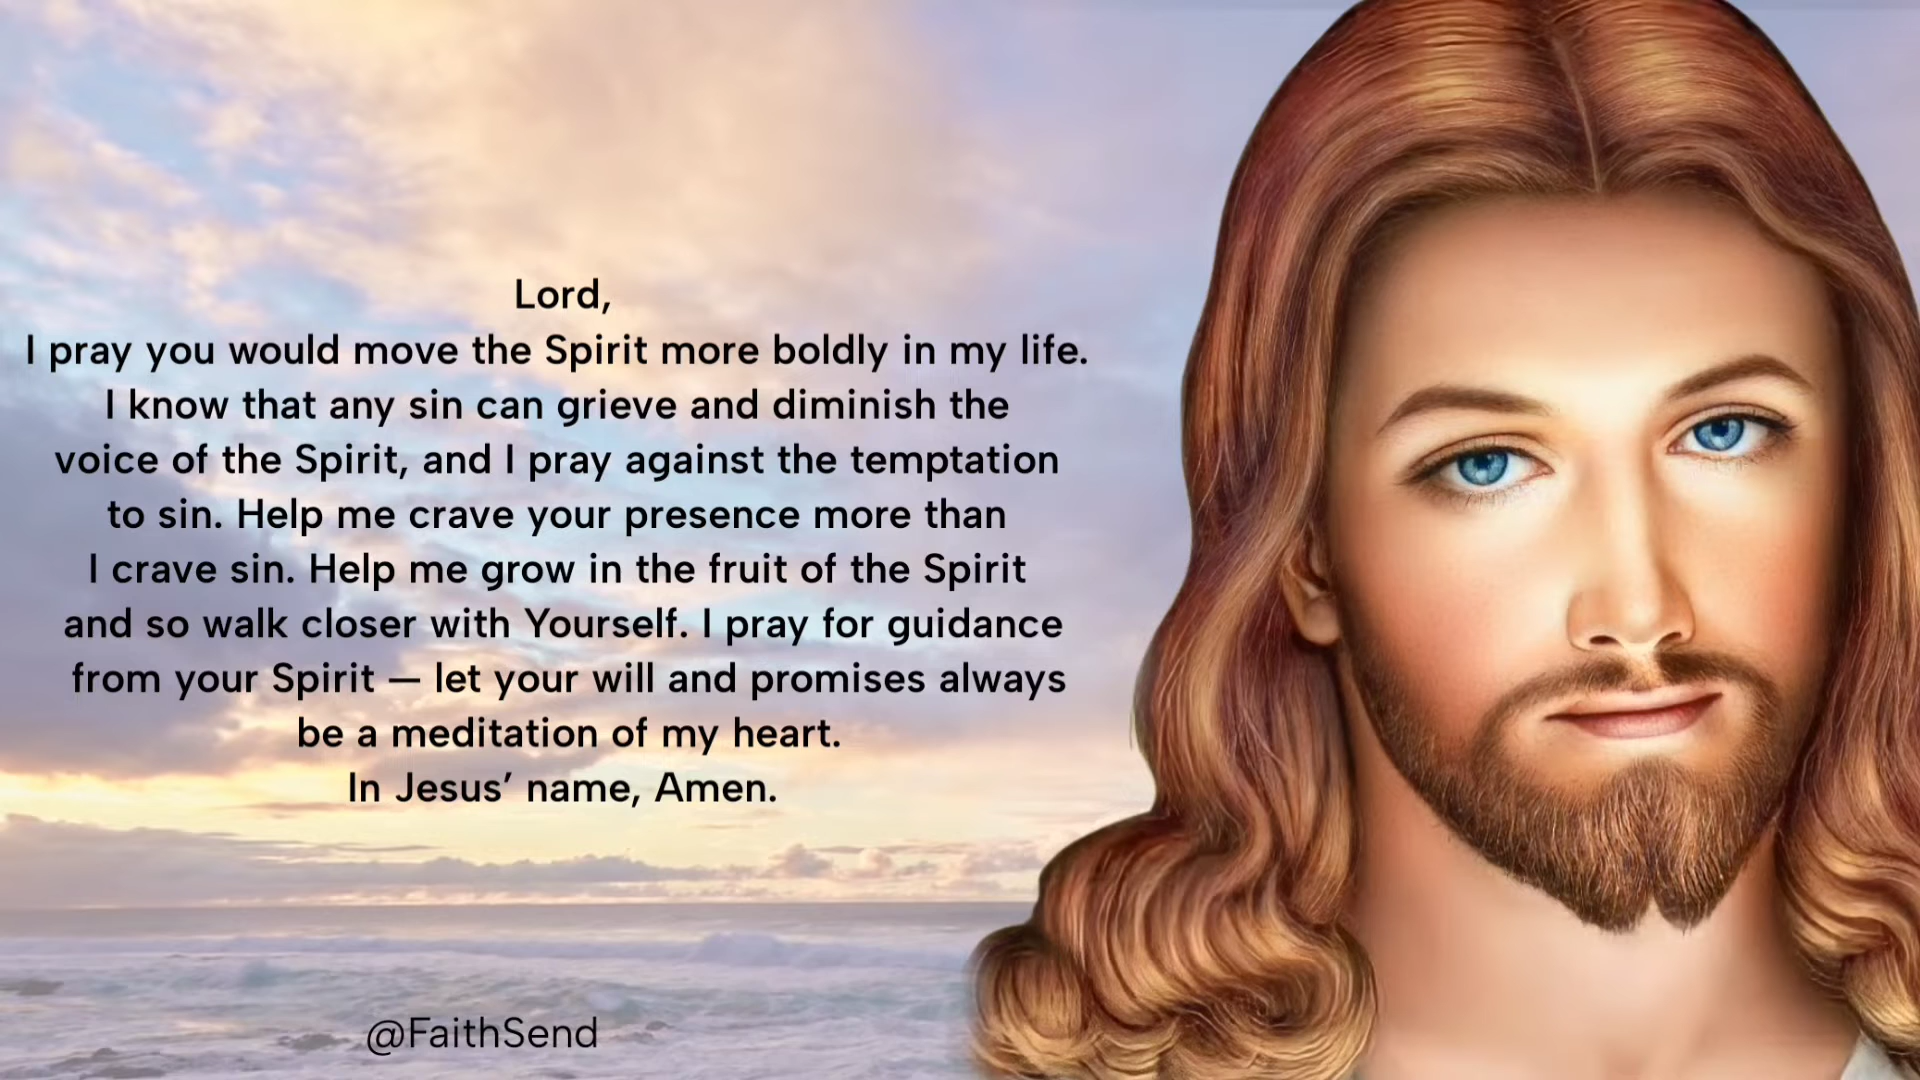 Lord,
I pray you would move the Spirit more boldly in my life.
I know that any sin can grieve and diminish the
voice of the Spirit, and I pray against the temptation
to sin. Help me crave your presence more than
I crave sin. Help me grow in the fruit of the Spirit
and so walk closer with Yourself. I pray for guidance
from your Spirit — let your will and promises always
be a meditation of my heart.
In Jesus’ name, Amen.
@FaithSend